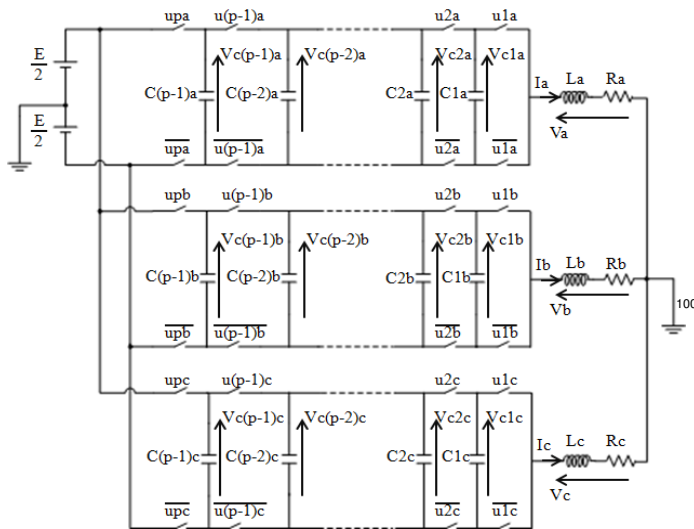 upa u(p-1)a u2a u1a
E/2
Vc(p-1)a Vc(p-2)a Vc2a Vc1a
C(p-1)a C(p-2)a C2a C1a
Ia La Ra
E/2
Va
upa u(p-1)a u2a u1a
upb u(p-1)b u2b u1b
Vc(p-1)b Vc(p-2)b Vc2b Vc1b
C(p-1)b C(p-2)b C2b C1b
Ib Lb Rb
Vb
100
upb u(p-1)b u2b u1b
upc u(p-1)c u2c u1c
Vc(p-1)c Vc(p-2)c Vc2c Vc1c
C(p-1)c C(p-2)c C2c C1c
Ic Lc Rc
Vc
upc u(p-1)c u2c u1c